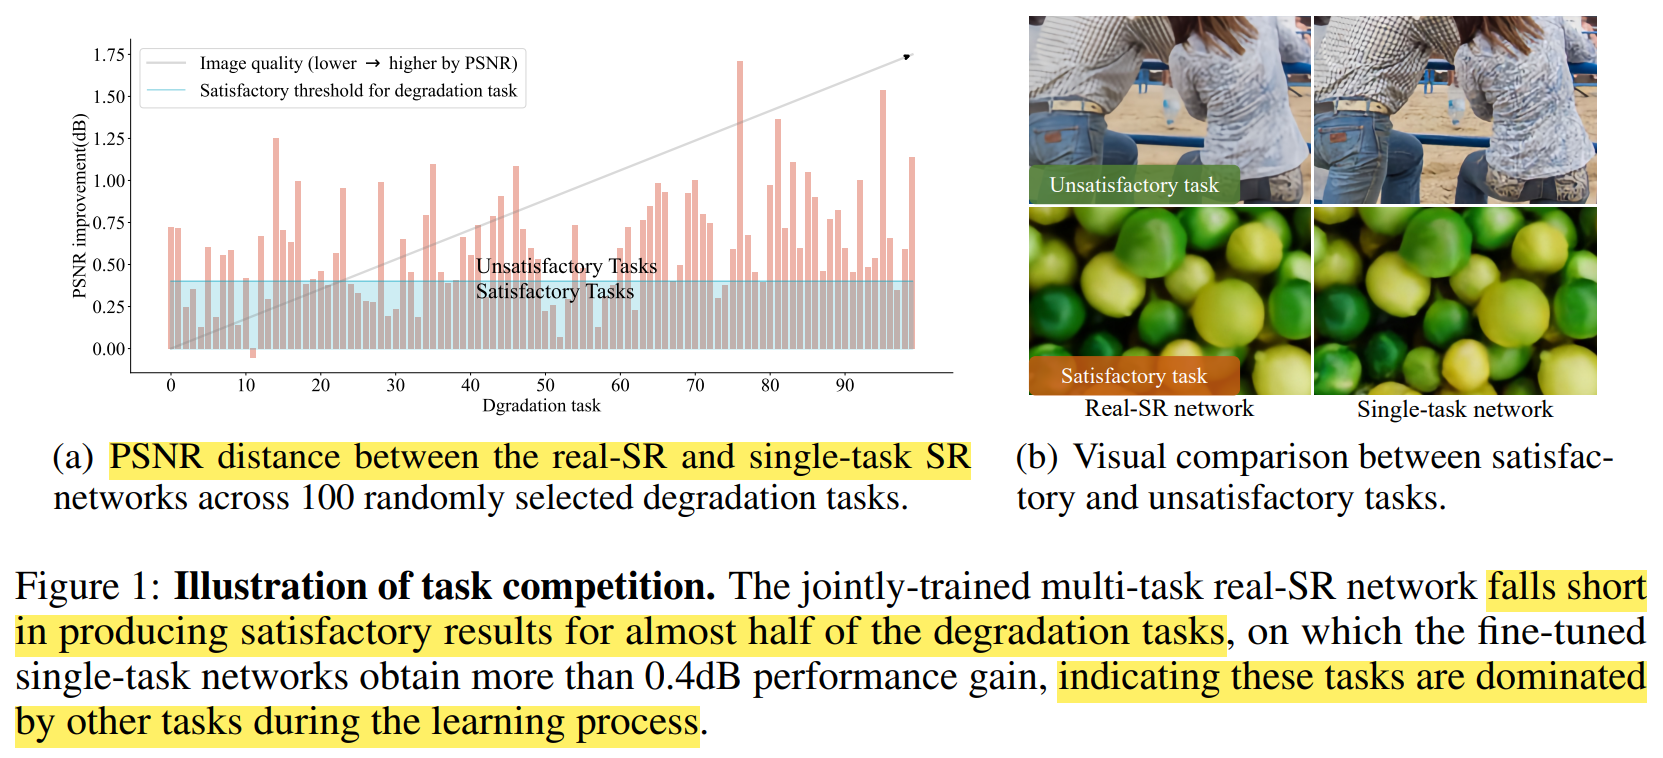 1.75
1.50
1.25
1.00
0.75
0.50
0.25
0.00
PSNR improvement(dB)
Image quality (lower → higher by PSNR)
Satisfactory threshold for degradation task
Unsatisfactory Tasks
Satisfactory Tasks
0 10 20 30 40 50 60 70 80 90
Dgradation task
Unsatisfactory task
Satisfactory task
Real-SR network
Single-task network
(a) PSNR distance between the real-SR and single-task SR
networks across 100 randomly selected degradation tasks.
(b) Visual comparison between satisfac-
tory and unsatisfactory tasks.
Figure 1: Illustration of task competition. The jointly-trained multi-task real-SR network falls short
in producing satisfactory results for almost half of the degradation tasks, on which the fine-tuned
single-task networks obtain more than 0.4dB performance gain, indicating these tasks are dominated
by other tasks during the learning process.